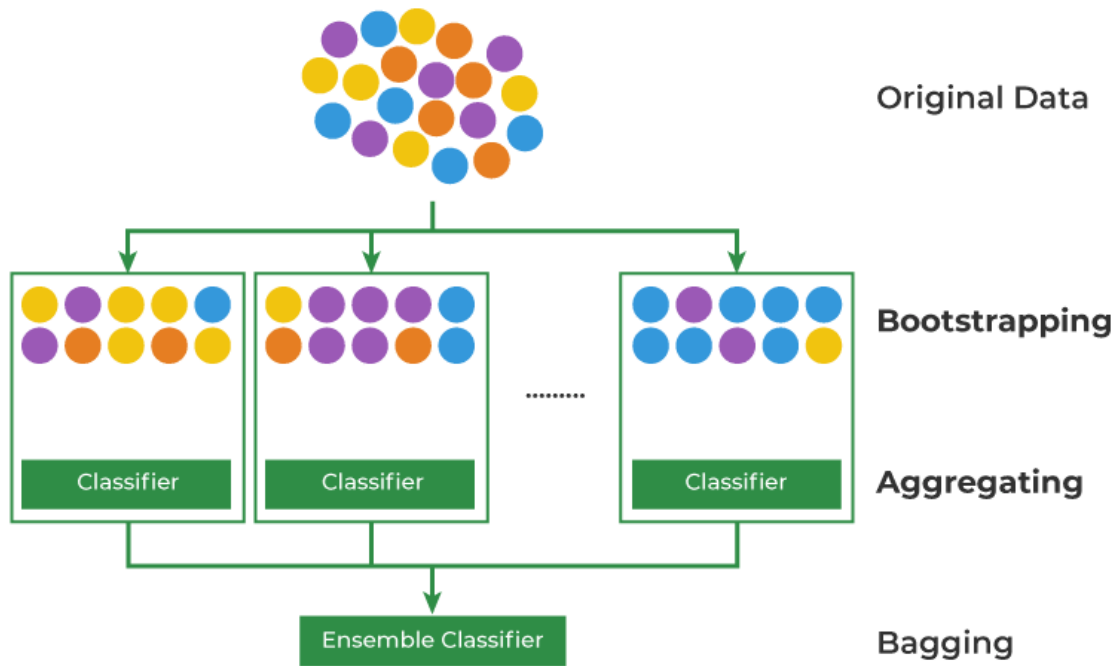 Original Data
Bootstrapping
.........
Classifier
Classifier
Classifier
Aggregating
Ensemble Classifier
Bagging